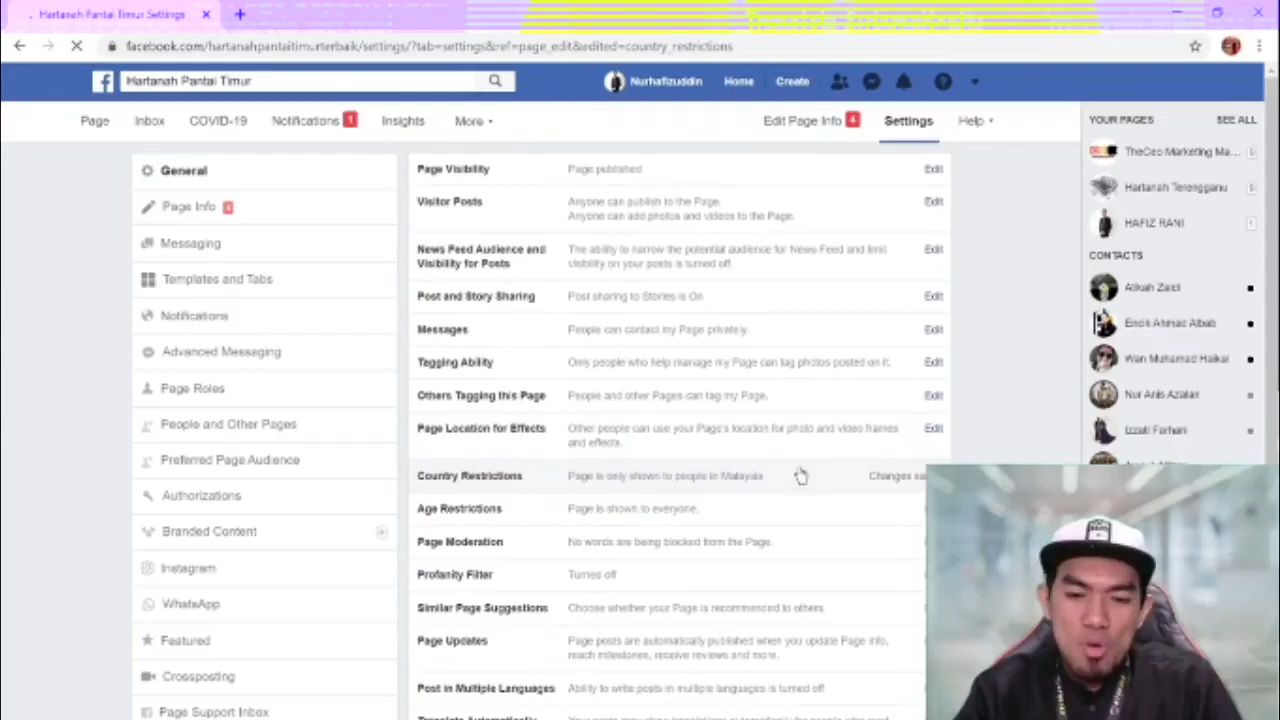 Hartanah Pantai Timur Settings
facebook.com/hartanahpantaitimurterbaik/settings/?tab=settings&ref=page_edit&edited=country_restrictions
Hartanah Pantai Timur
Nurhafizuddin
Home
Create
Page
Inbox
COVID-19
Notifications 1
Insights
More
Edit Page Info 4
Settings
Help
YOUR PAGES
SEE ALL
TheCeo Marketing Ma...
Hartanah Terengganu
HAFIZ RANI
CONTACTS
Atikah Zaidi
Encik Ahmad Albab
Wan Muhamad Haikal
Nur Anis Azalan
Izzati Farhani
General
Page Info
Messaging
Templates and Tabs
Notifications
Advanced Messaging
Page Roles
People and Other Pages
Preferred Page Audience
Authorizations
Branded Content
Instagram
WhatsApp
Featured
Crossposting
Page Support Inbox
Page Visibility
Page published
Edit
Visitor Posts
Anyone can publish to the Page.
Anyone can add photos and videos to the Page.
Edit
News Feed Audience and
Visibility for Posts
The ability to narrow the potential audience for News Feed and limit
visibility on your posts is turned off
Edit
Post and Story Sharing
Post sharing to Stories is On
Edit
Messages
People can contact my Page privately.
Edit
Tagging Ability
Only people who help manage my Page can tag photos posted on it.
Edit
Others Tagging this Page
People and other Pages can tag my Page.
Edit
Page Location for Effects
Other people can use your Page's location for photo and video frames
and effects.
Edit
Country Restrictions
Page is only shown to people in Malaysia
Changes
Age Restrictions
Page is shown to everyone.
Page Moderation
No words are being blocked from the Page.
Profanity Filter
Turned off
Similar Page Suggestions
Choose whether your Page is recommended to others
Page Updates
Page posts are automatically published when you update Page info,
reach milestones, receive reviews and more.
Post in Multiple Languages
Ability to write posts in multiple languages is turned off